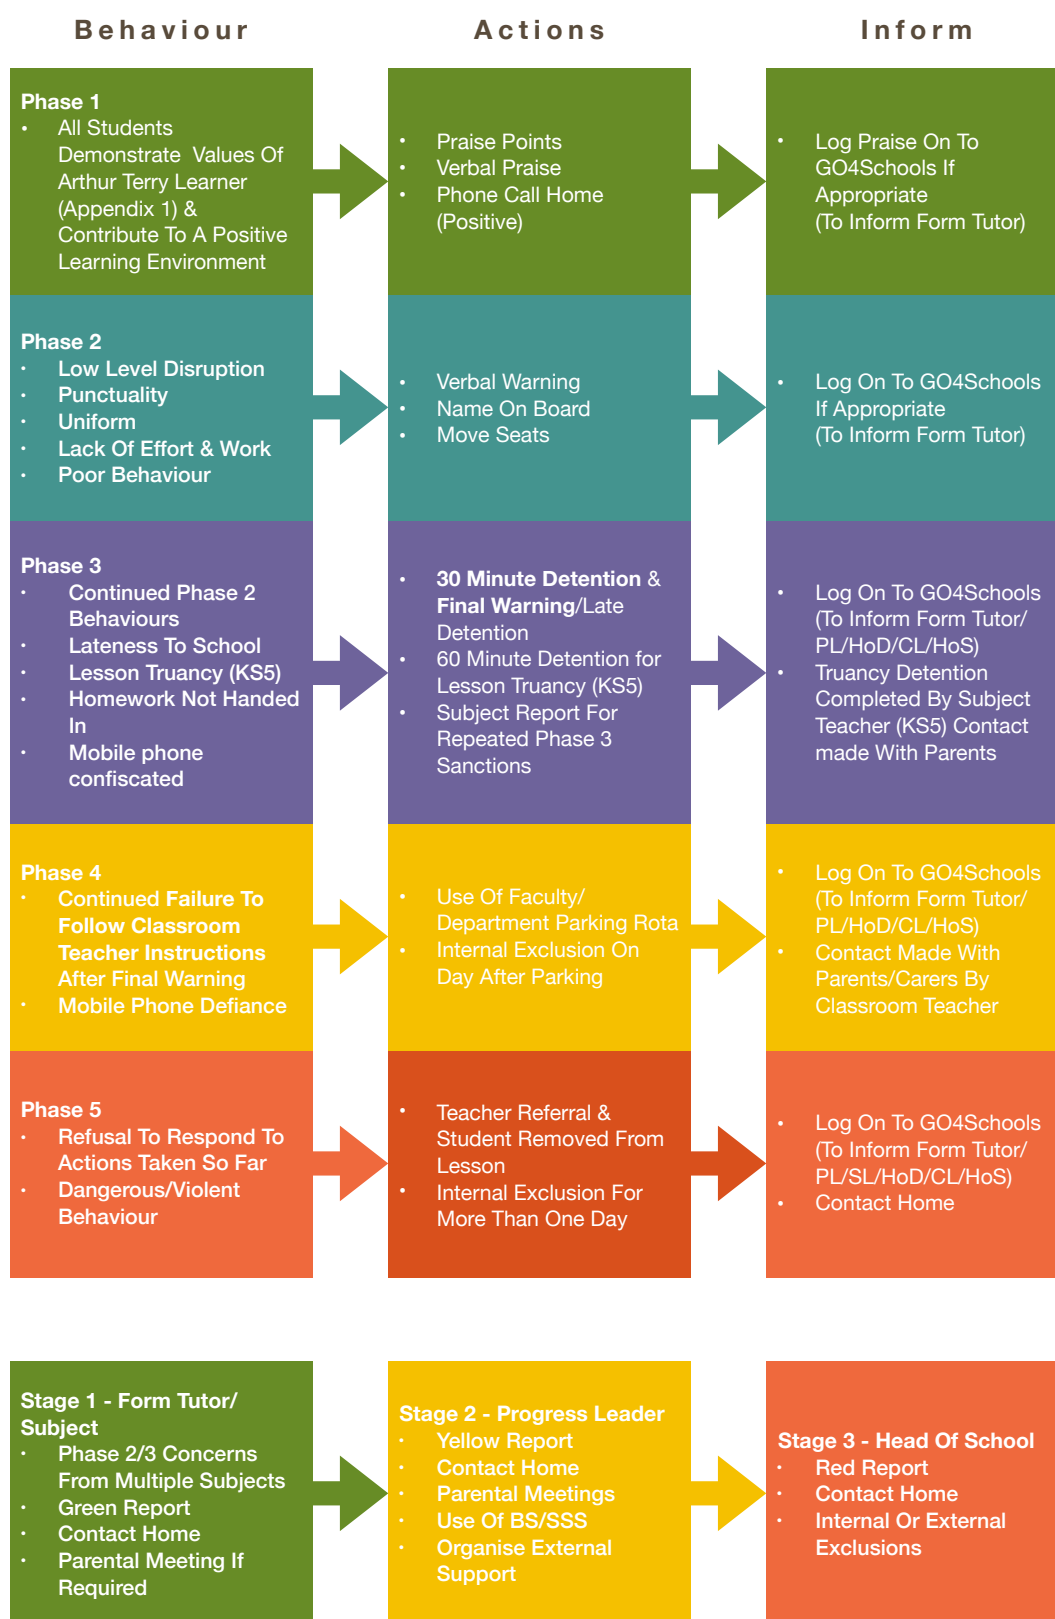 Behaviour
Actions
Inform
Phase 1
• All Students
Demonstrate  Values Of
Arthur Terry Learner
(Appendix 1) &
Contribute To A Positive
Learning Environment
• Praise Points
• Verbal Praise
• Phone Call Home
(Positive)
• Log Praise On To
GO4Schools If
Appropriate
(To Inform Form Tutor)
Phase 2
• Low Level Disruption
• Punctuality
• Uniform
• Lack Of Effort & Work
• Poor Behaviour
• Verbal Warning
• Name On Board
• Move Seats
• Log On To GO4Schools
If Appropriate
(To Inform Form Tutor)
Phase 3
• Continued Phase 2
Behaviours
• Lateness To School
• Lesson Truancy (KS5)
• Homework Not Handed
In
• Mobile phone
confiscated
• 30 Minute Detention &
Final Warning/Late
Detention
• 60 Minute Detention for
Lesson Truancy (KS5)
• Subject Report For
Repeated Phase 3
Sanctions
• Log On To GO4Schools
(To Inform Form Tutor/
PL/HoD/CL/HoS)
• Truancy Detention
Completed By Subject
Teacher (KS5) Contact
made With Parents
Phase 4
• Continued Failure To
Follow Classroom
Teacher Instructions
After Final Warning
• Mobile Phone Defiance
• Use Of Faculty/
Department Parking Rota
• Internal Exclusion On
Day After Parking
• Log On To GO4Schools
(To Inform Form Tutor/
PL/HoD/CL/HoS)
• Contact Made With
Parents/Carers By
Classroom Teacher
Phase 5
• Refusal To Respond To
Actions Taken So Far
• Dangerous/Violent
Behaviour
• Teacher Referral &
Student Removed From
Lesson
• Internal Exclusion For
More Than One Day
• Log On To GO4Schools
(To Inform Form Tutor/
PL/SL/HoD/CL/HoS)
• Contact Home
Stage 1 - Form Tutor/
Subject
• Phase 2/3 Concerns
From Multiple Subjects
• Green Report
• Contact Home
• Parental Meeting If
Required
Stage 2 - Progress Leader
• Yellow Report
• Contact Home
• Parental Meetings
• Use Of BS/SSS
• Organise External
Support
Stage 3 - Head Of School
• Red Report
• Contact Home
• Internal Or External
Exclusions